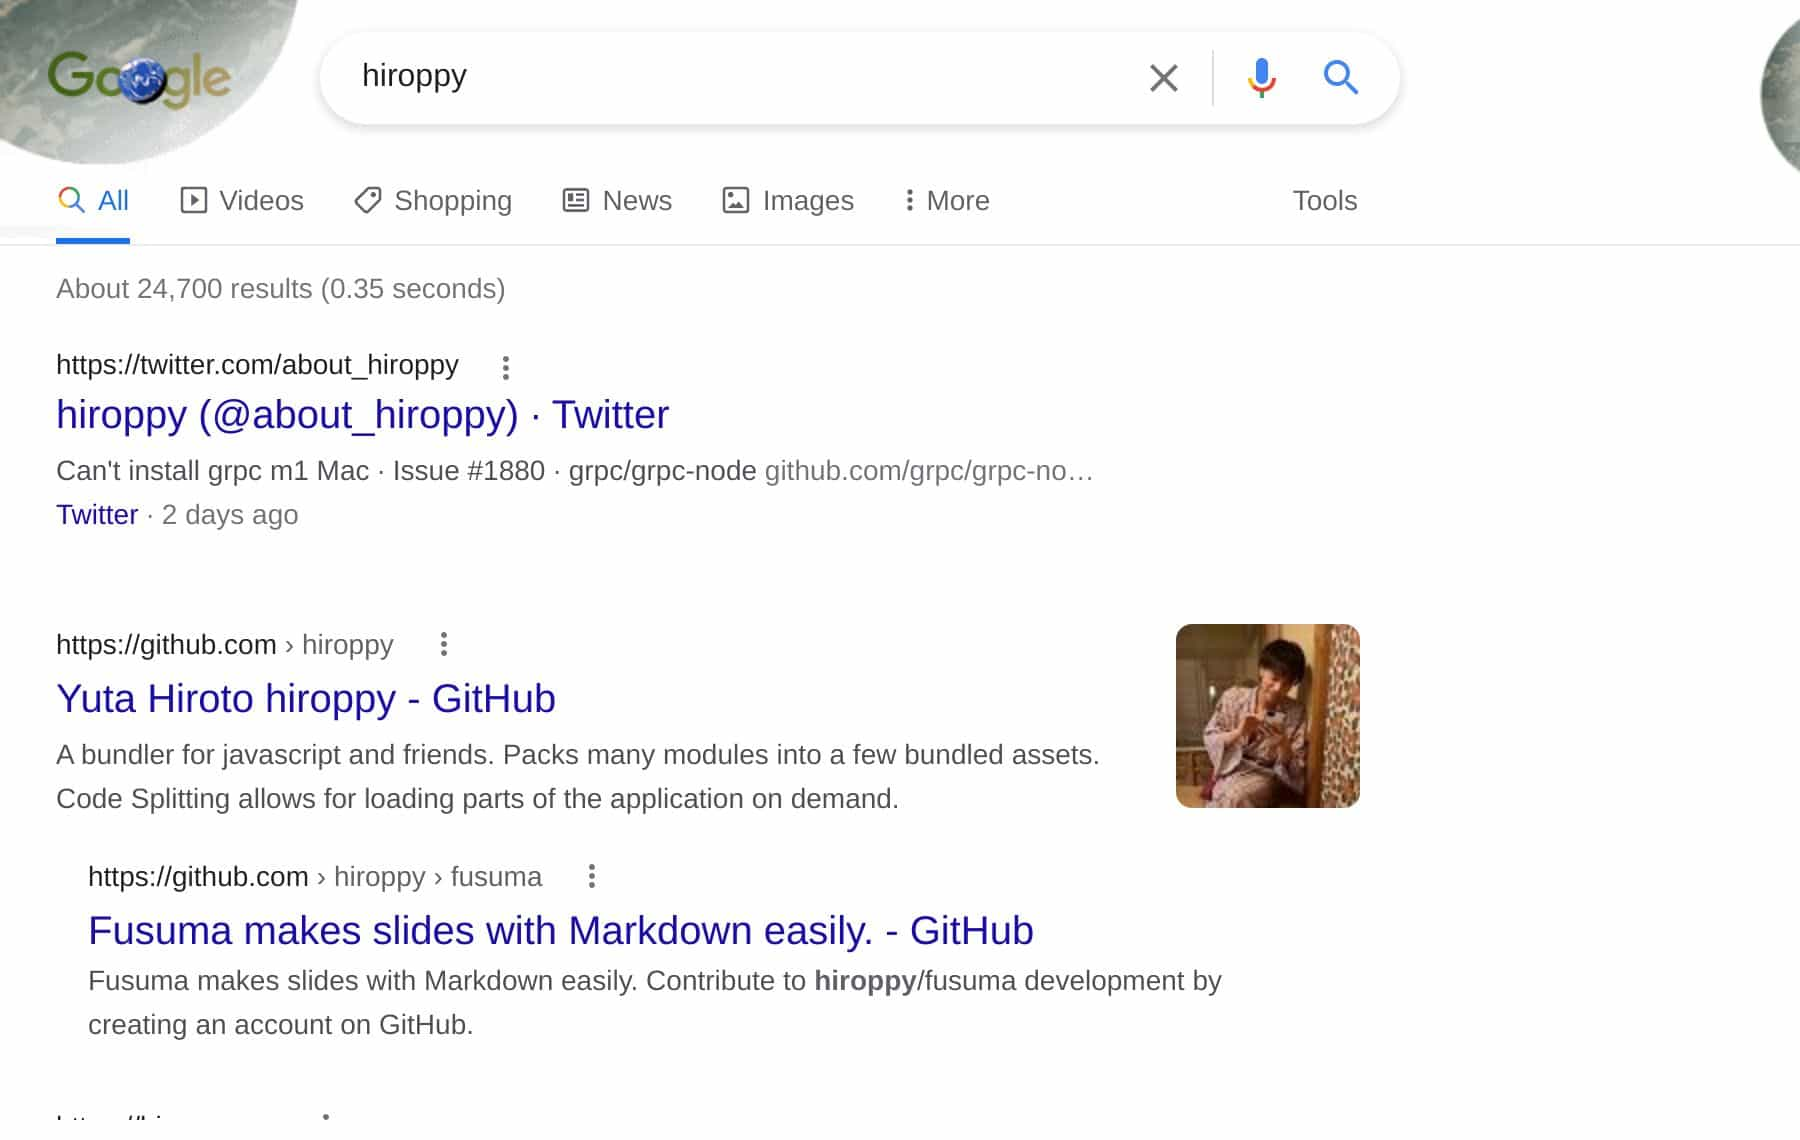 Google
hiroppy
All Videos Shopping News Images More Tools
About 24,700 results (0.35 seconds)
https://twitter.com/about_hiroppy
hiroppy (@about_hiroppy) · Twitter
Can't install grpc m1 Mac · Issue #1880 · grpc/grpc-node github.com/grpc/grpc-no…
Twitter · 2 days ago
https://github.com › hiroppy
Yuta Hiroto hiroppy - GitHub
A bundler for javascript and friends. Packs many modules into a few bundled assets.
Code Splitting allows for loading parts of the application on demand.
https://github.com › hiroppy › fusuma
Fusuma makes slides with Markdown easily. - GitHub
Fusuma makes slides with Markdown easily. Contribute to hiroppy/fusuma development by
creating an account on GitHub.